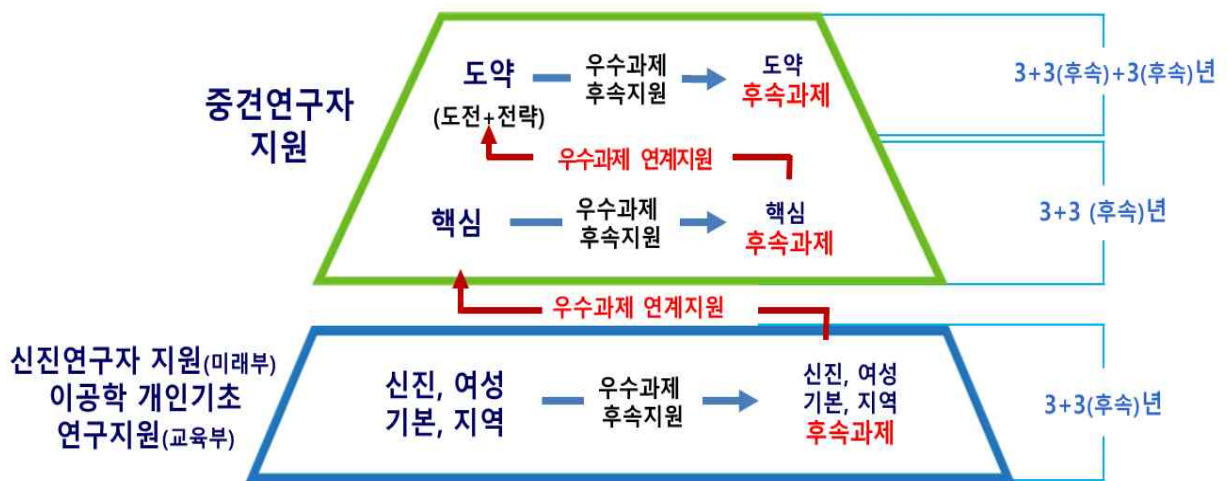 도약
(도전+전략)
우수과제
후속지원
도약
후속과제
3+3(후속)+3(후속)년
중견연구자
지원
우수과제 연계지원
핵심
우수과제
후속지원
핵심
후속과제
3+3 (후속)년
우수과제 연계지원
신진연구자 지원(미래부)
이공학 개인기초
연구지원(교육부)
신진, 여성
기본, 지역
우수과제
후속지원
신진, 여성
기본, 지역
후속과제
3+3(후속)년